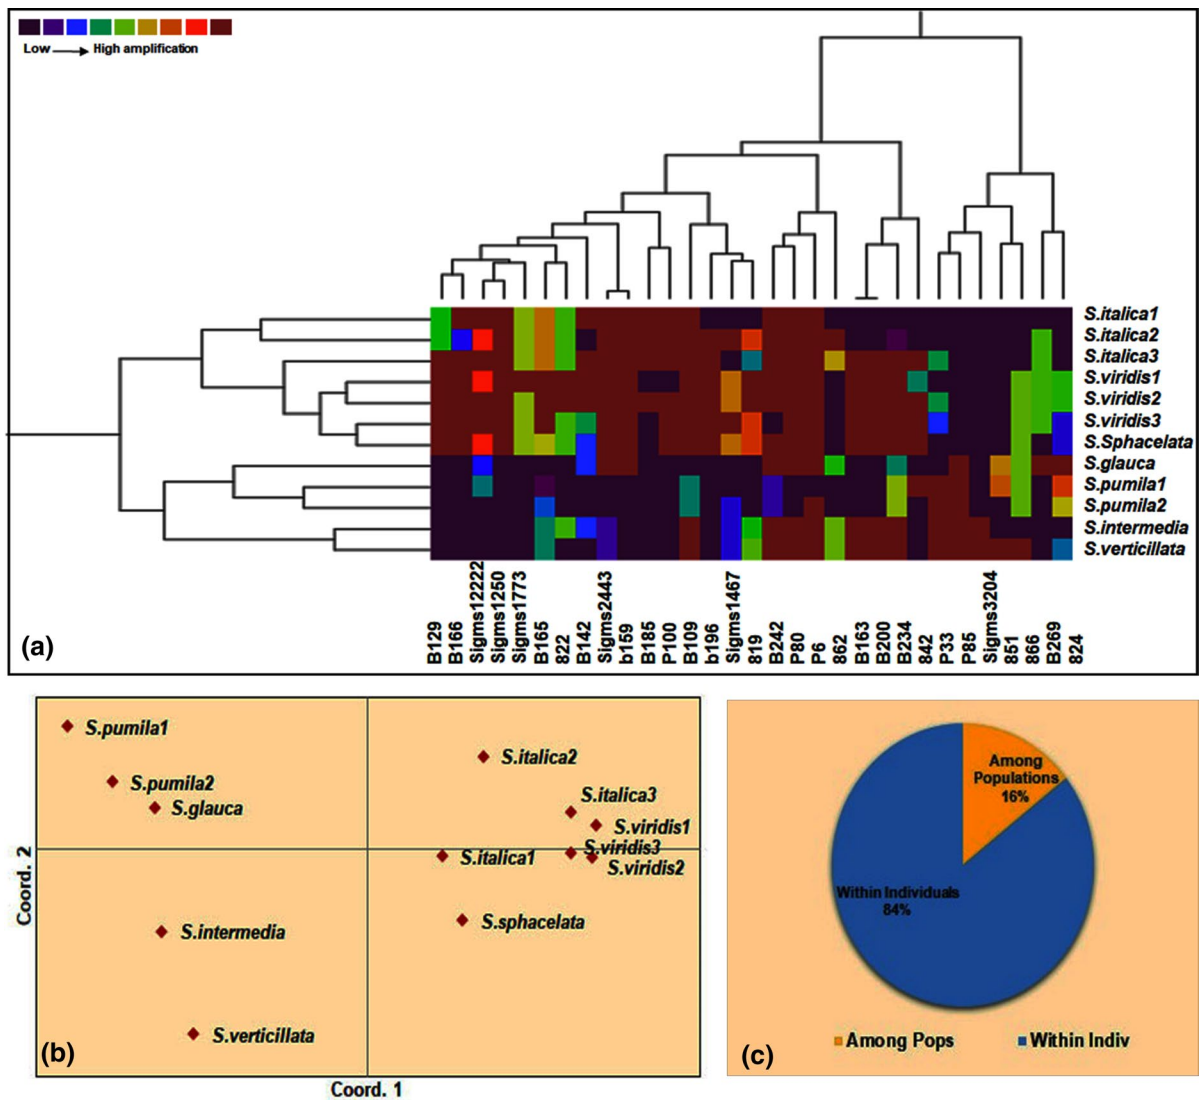 Low → High amplification
S.italica1
S.italica2
S.italica3
S.viridis1
S.viridis2
S.viridis3
S.Sphacelata
S.glauca
S.pumila1
S.pumila2
S.intermedia
S.verticillata
B129
B166
Sigms12222
Sigms1250
Sigms1773
B165
822
B142
Sigms2443
b159
B185
P100
B109
b196
Sigms1467
819
B242
P80
P6
862
B163
B200
B234
842
P33
P85
Sigms3204
851
866
B269
824
(a)
S.pumila1
S.italica2
S.pumila2
S.italica3
S.glauca
S.viridis1
S.viridis3
S.italica1
S.viridis2
S.sphacelata
S.intermedia
S.verticillata
Coord. 2
Coord. 1
(b)
Among
Populations
16%
Within Individuals
84%
Among Pops
Within Indiv
(c)